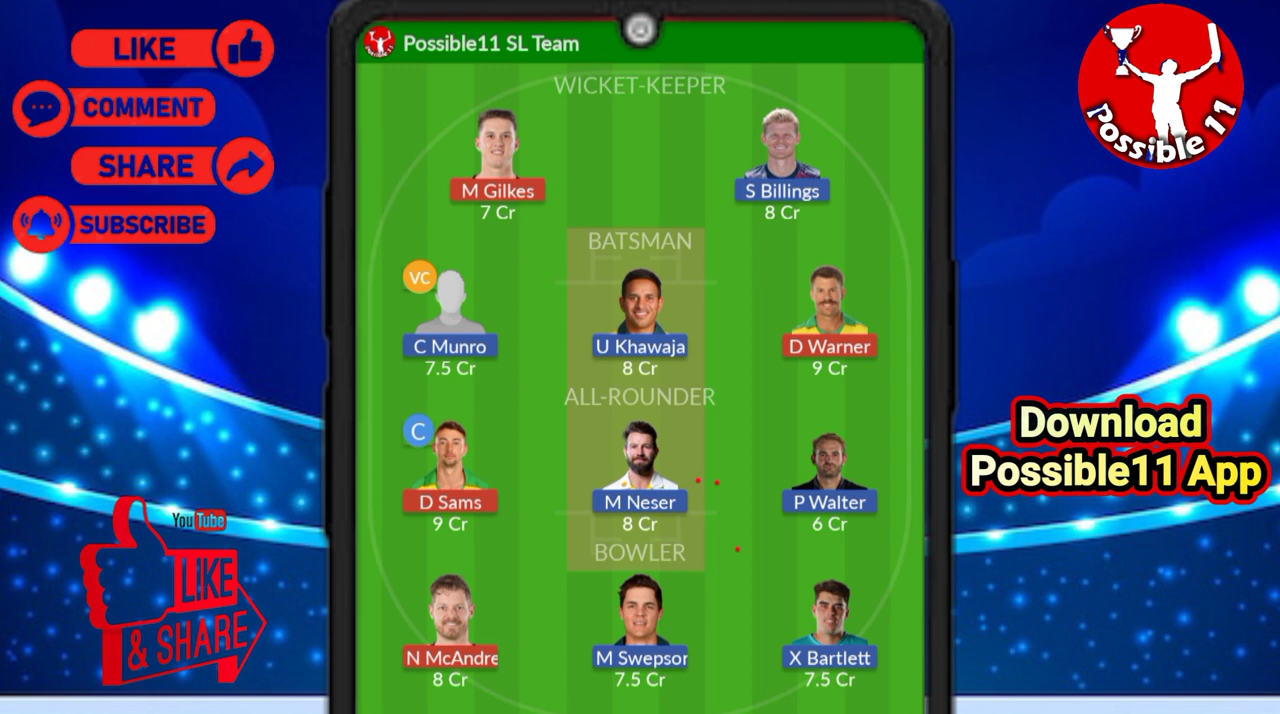 LIKE
COMMENT
SHARE
SUBSCRIBE
Possible11 SL Team
WICKET-KEEPER
M Gilkes
7 Cr
S Billings
8 Cr
BATSMAN
VC
C Munro
7.5 Cr
U Khawaja
8 Cr
D Warner
9 Cr
ALL-ROUNDER
C
D Sams
9 Cr
M Neser
8 Cr
P Walter
6 Cr
BOWLER
N McAndre
8 Cr
M Swepsor
7.5 Cr
X Bartlett
7.5 Cr
Possible 11
Download
Possible11 App
YouTube
LIKE
& SHARE